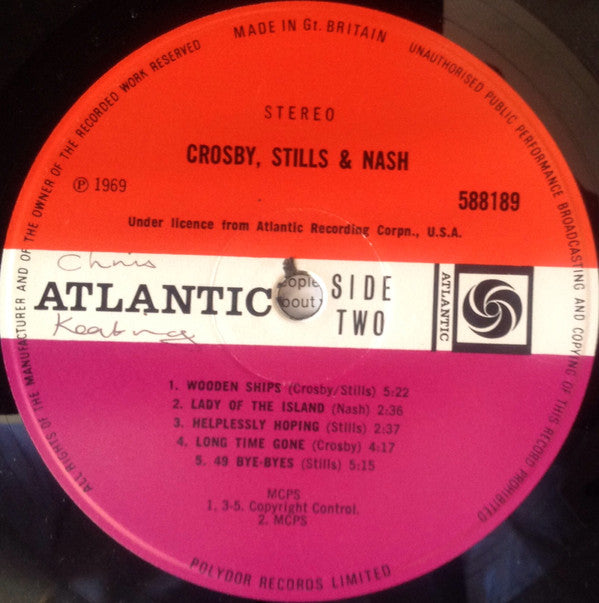 MADE IN Gt. BRITAIN
UNAUTHORISED PUBLIC PERFORMANCE BROADCASTING AND COPYING OF THIS RECORD PROHIBITED
ALL RIGHTS OF THE MANUFACTURER AND OF THE OWNER OF THE RECORDED WORK RESERVED
STEREO
CROSBY, STILLS & NASH
℗ 1969
588189
Under licence from Atlantic Recording Corpn., U.S.A.
Chris
ATLANTIC
Keating
SIDE
TWO
ATLANTIC
1. WOODEN SHIPS (Crosby/Stills) 5:22
2. LADY OF THE ISLAND (Nash) 2:36
3. HELPLESSLY HOPING (Stills) 2:37
4. LONG TIME GONE (Crosby) 4:17
5. 49 BYE-BYES (Stills) 5:15
MCPS
1, 3-5. Copyright Control.
2. MCPS
POLYDOR RECORDS LIMITED